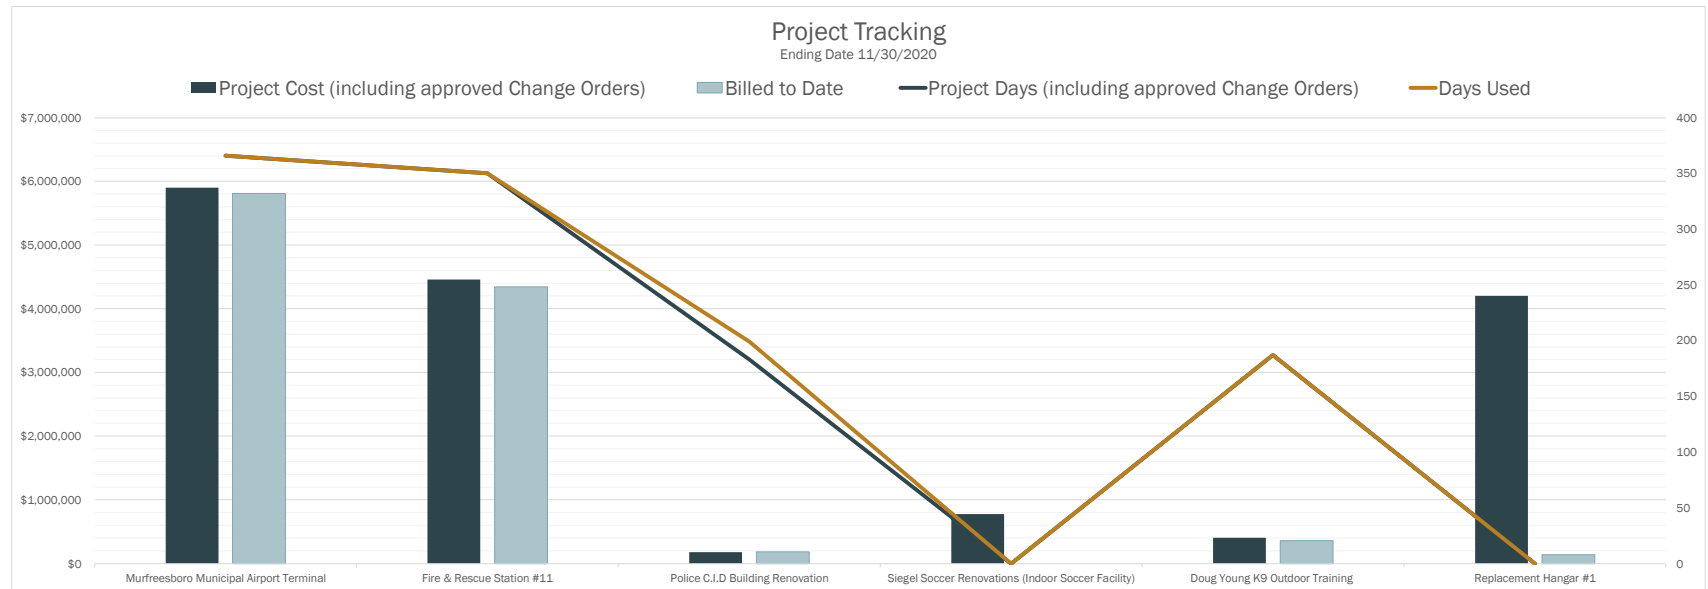 Project Tracking
Ending Date 11/30/2020
Project Cost (including approved Change Orders) Billed to Date Project Days (including approved Change Orders) Days Used
$7,000,000 400
$6,000,000 350
$5,000,000 300
$4,000,000 250
$3,000,000 200
$2,000,000 150
$1,000,000 100
$0 50
0
Murfreesboro Municipal Airport Terminal Fire & Rescue Station #11 Police C.I.D Building Renovation Siegel Soccer Renovations (Indoor Soccer Facility) Doug Young K9 Outdoor Training Replacement Hangar #1